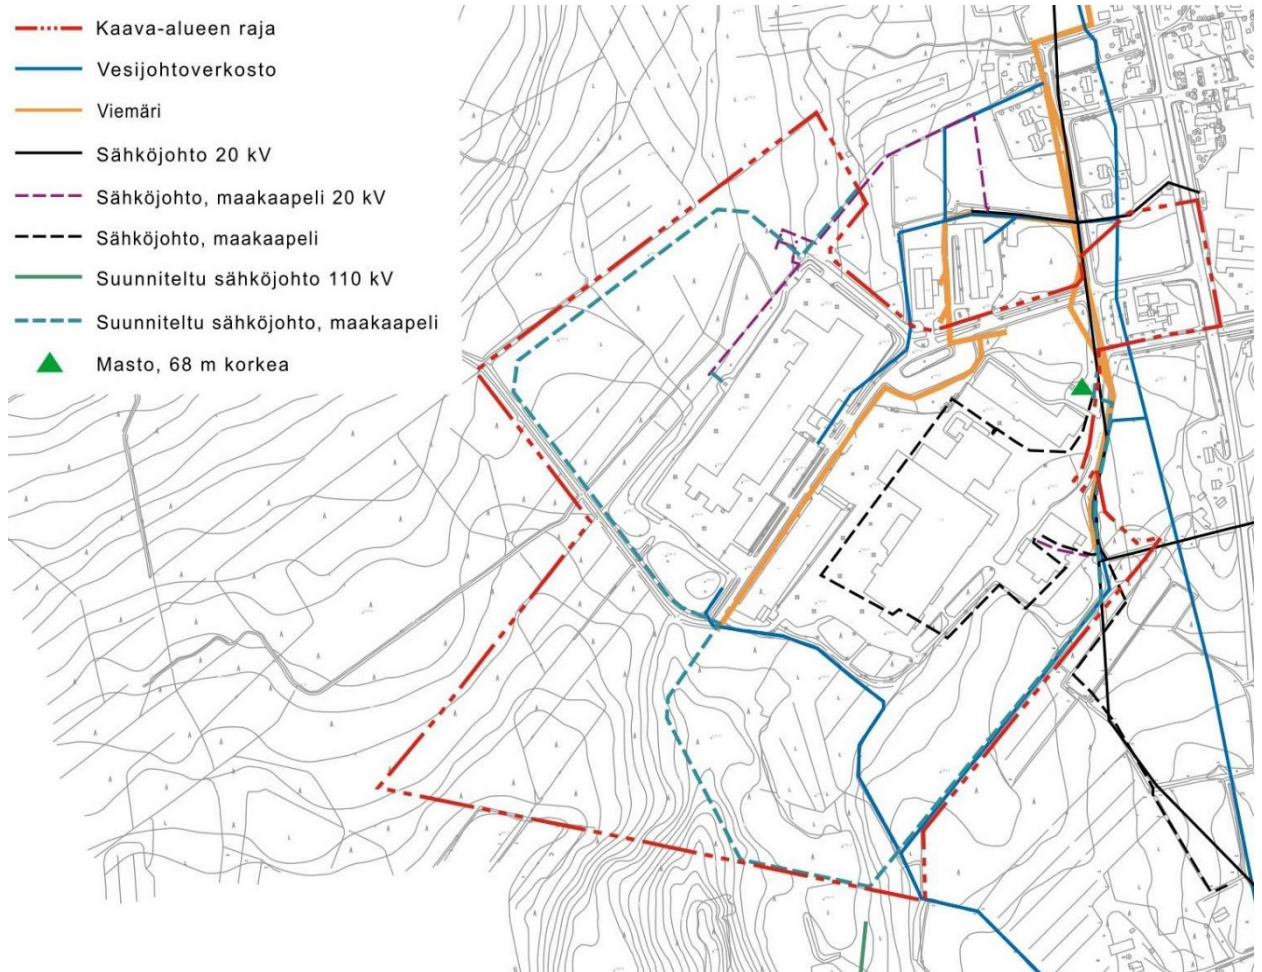 Kaava-alueen raja
Vesijohtoverkosto
Viemäri
Sähköjohto 20 kV
Sähköjohto, maakaapeli 20 kV
Sähköjohto, maakaapeli
Suunniteltu sähköjohto 110 kV
Suunniteltu sähköjohto, maakaapeli
Masto, 68 m korkea